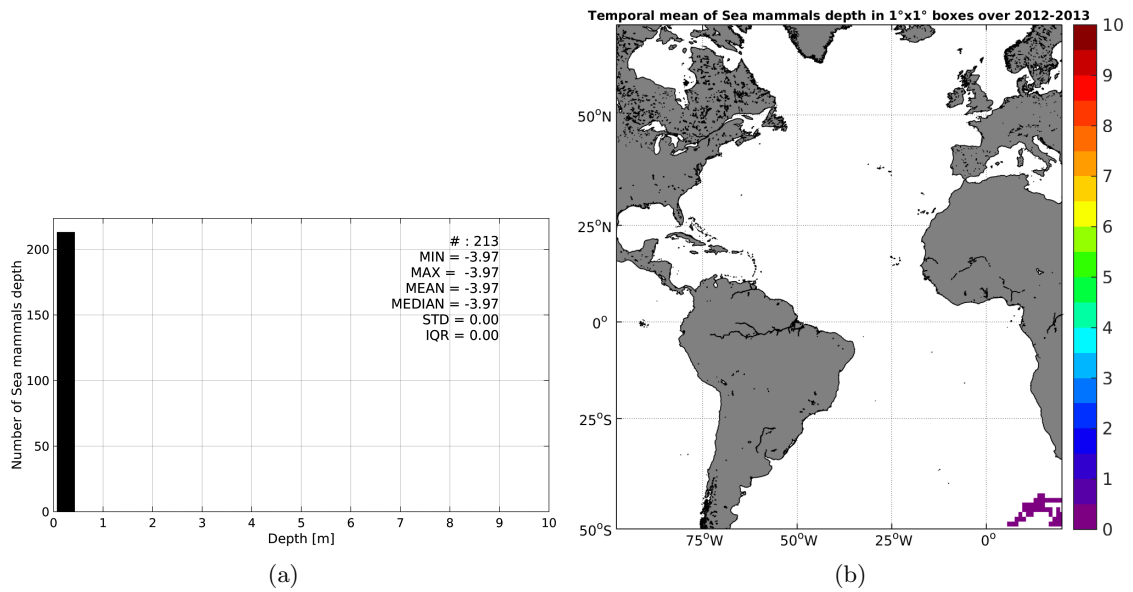 Temporal mean of Sea mammals depth in 1°x1° boxes over 2012-2013
Number of Sea mammals depth
200
150
100
50
0
# : 213
MIN = -3.97
MAX = -3.97
MEAN = -3.97
MEDIAN = -3.97
STD = 0.00
IQR = 0.00
0 1 2 3 4 5 6 7 8 9 10
Depth [m]
(a)
50°N
25°N
0°
25°S
50°S
75°W 50°W 25°W 0°
10
9
8
7
6
5
4
3
2
1
0
(b)